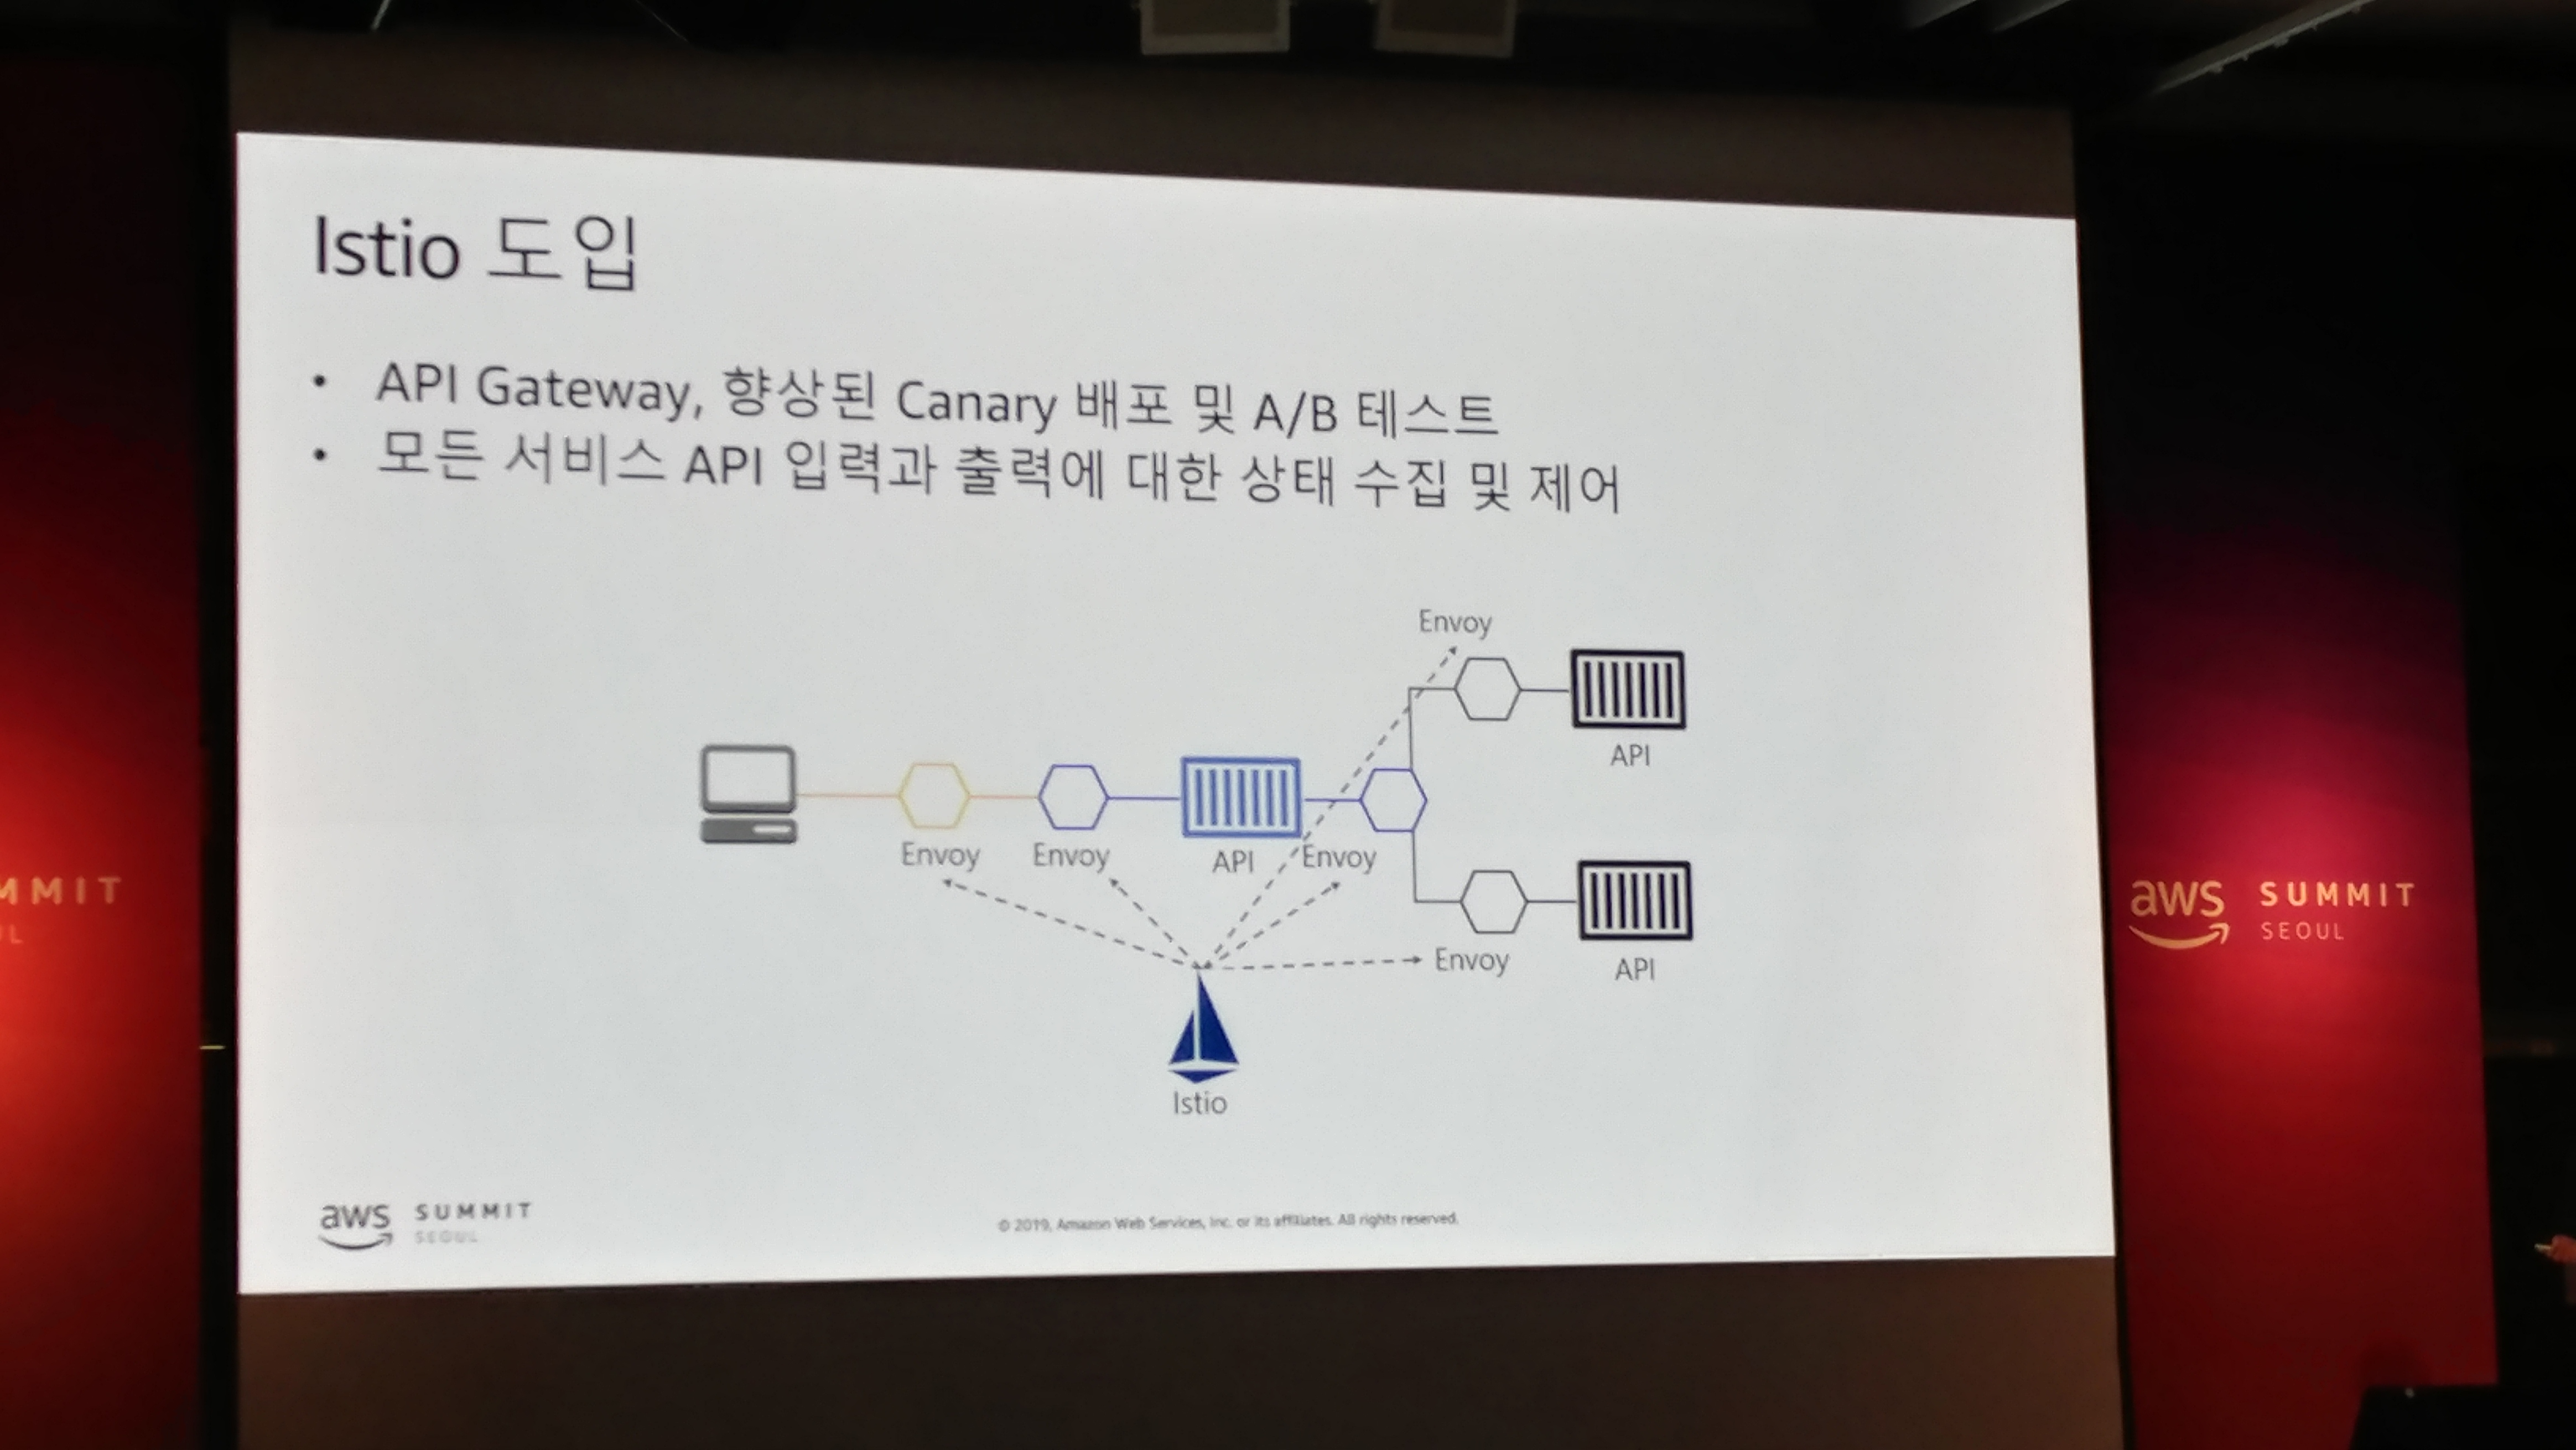 Istio 도입
• API Gateway, 향상된 Canary 배포 및 A/B 테스트
• 모든 서비스 API 입력과 출력에 대한 상태 수집 및 제어
Envoy
API
Envoy
Envoy
API
Envoy
Envoy
API
Istio
aws SUMMIT
SEOUL
© 2019, Amazon Web Services, Inc. or its affiliates. All rights reserved.
MMIT
L
aws SUMMIT
SEOUL